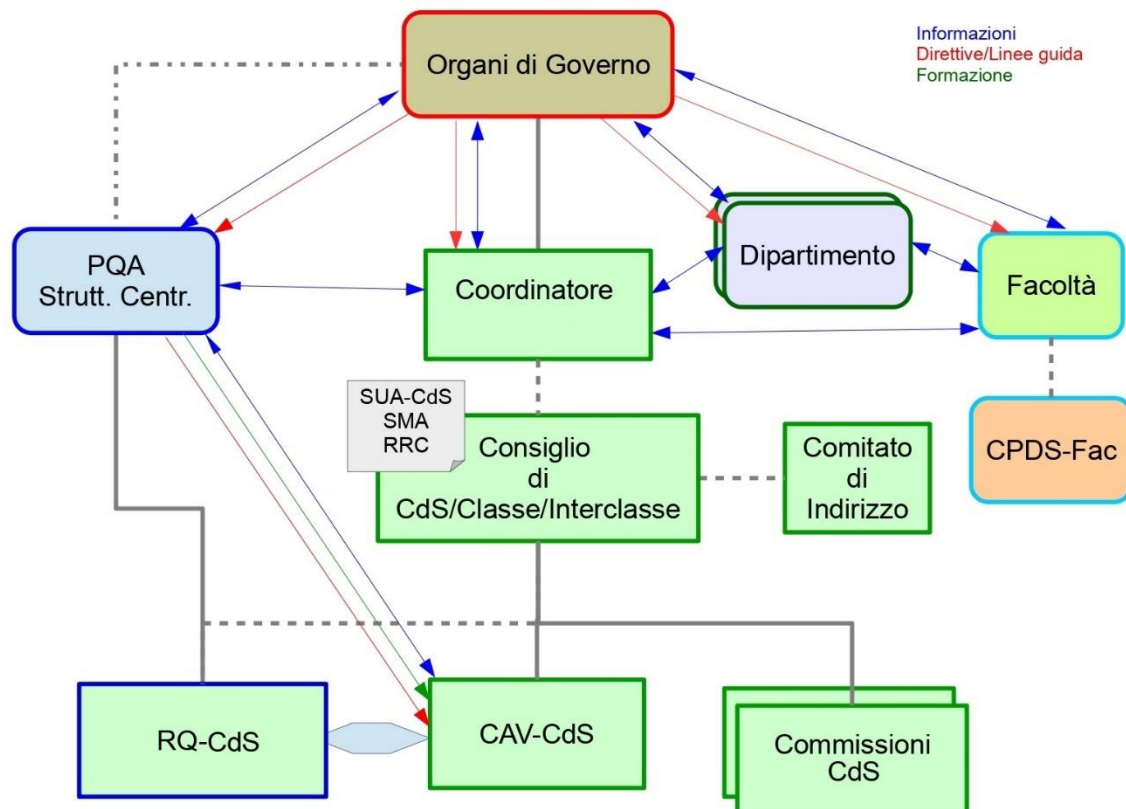 Organi di Governo
Informazioni
Direttive/Linee guida
Formazione
PQA
Strutt. Centr.
Coordinatore
Dipartimento
Facoltà
SUA-CdS
SMA
RRC
Consiglio
di
CdS/Classe/Interclasse
Comitato
di
Indirizzo
CPDS-Fac
RQ-CdS
CAV-CdS
Commissioni
CdS